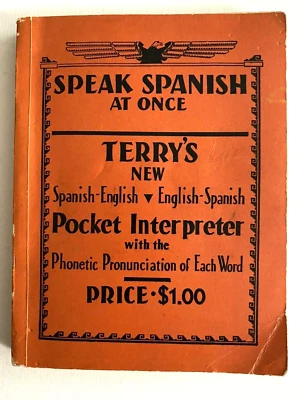 SPEAK SPANISH
AT ONCE
TERRY'S
NEW
Spanish-English ▾ English-Spanish
Pocket Interpreter
with the
Phonetic Pronunciation of Each Word
PRICE · $1.00